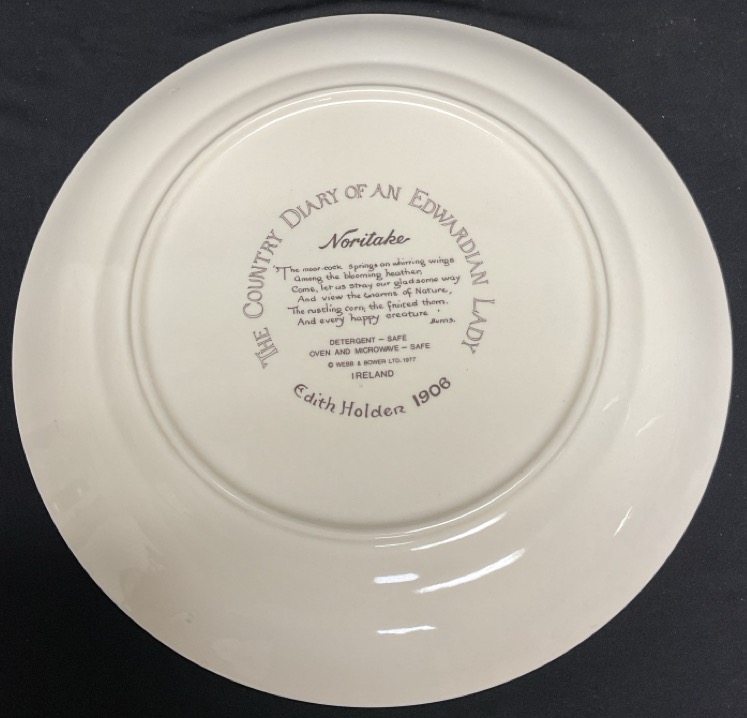 THE COUNTRY DIARY OF AN EDWARDIAN LADY
Noritake
"The moor-cock springs on whirring wings
Among the blooming heather,
Come, let us stray our gladsome way
And view the charms of Nature,
The rustling corn, the fruited thorn.
And every happy creature"
Burns.
DETERGENT – SAFE
OVEN AND MICROWAVE – SAFE
© WEBB & BOWER LTD. 1977
IRELAND
Edith Holden 1906